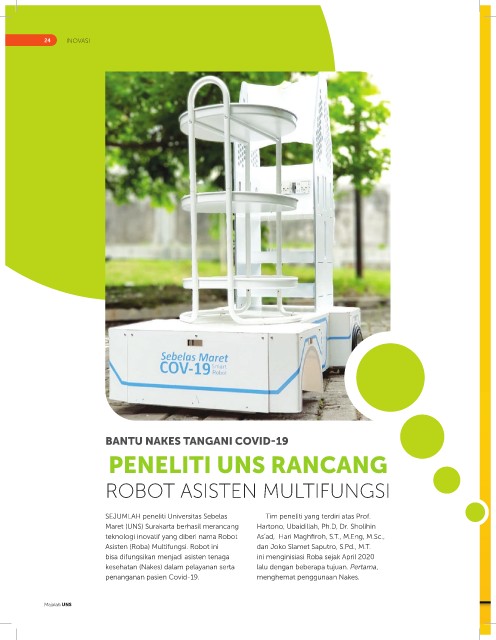 24
INOVASI
Sebelas Maret
COV-19 Smart Robot
BANTU NAKES TANGANI COVID-19
PENELITI UNS RANCANG
ROBOT ASISTEN MULTIFUNGSI
SEJUMLAH peneliti Universitas Sebelas
Maret (UNS) Surakarta berhasil merancang
teknologi inovatif yang diberi nama Robot
Asisten (Roba) Multifungsi. Robot ini
bisa difungsikan menjadi asisten tenaga
kesehatan (Nakes) dalam pelayanan serta
penanganan pasien Covid-19.
Tim peneliti yang terdiri atas Prof.
Hartono, Ubaidillah, Ph.D, Dr. Sholihin
As'ad, Hari Maghfiroh, S.T., M.Eng, M.Sc.,
dan Joko Slamet Saputro, S.Pd., M.T.
ini menginisiasi Roba sejak April 2020
lalu dengan beberapa tujuan. Pertama,
menghemat penggunaan Nakes.
Majalah UNS